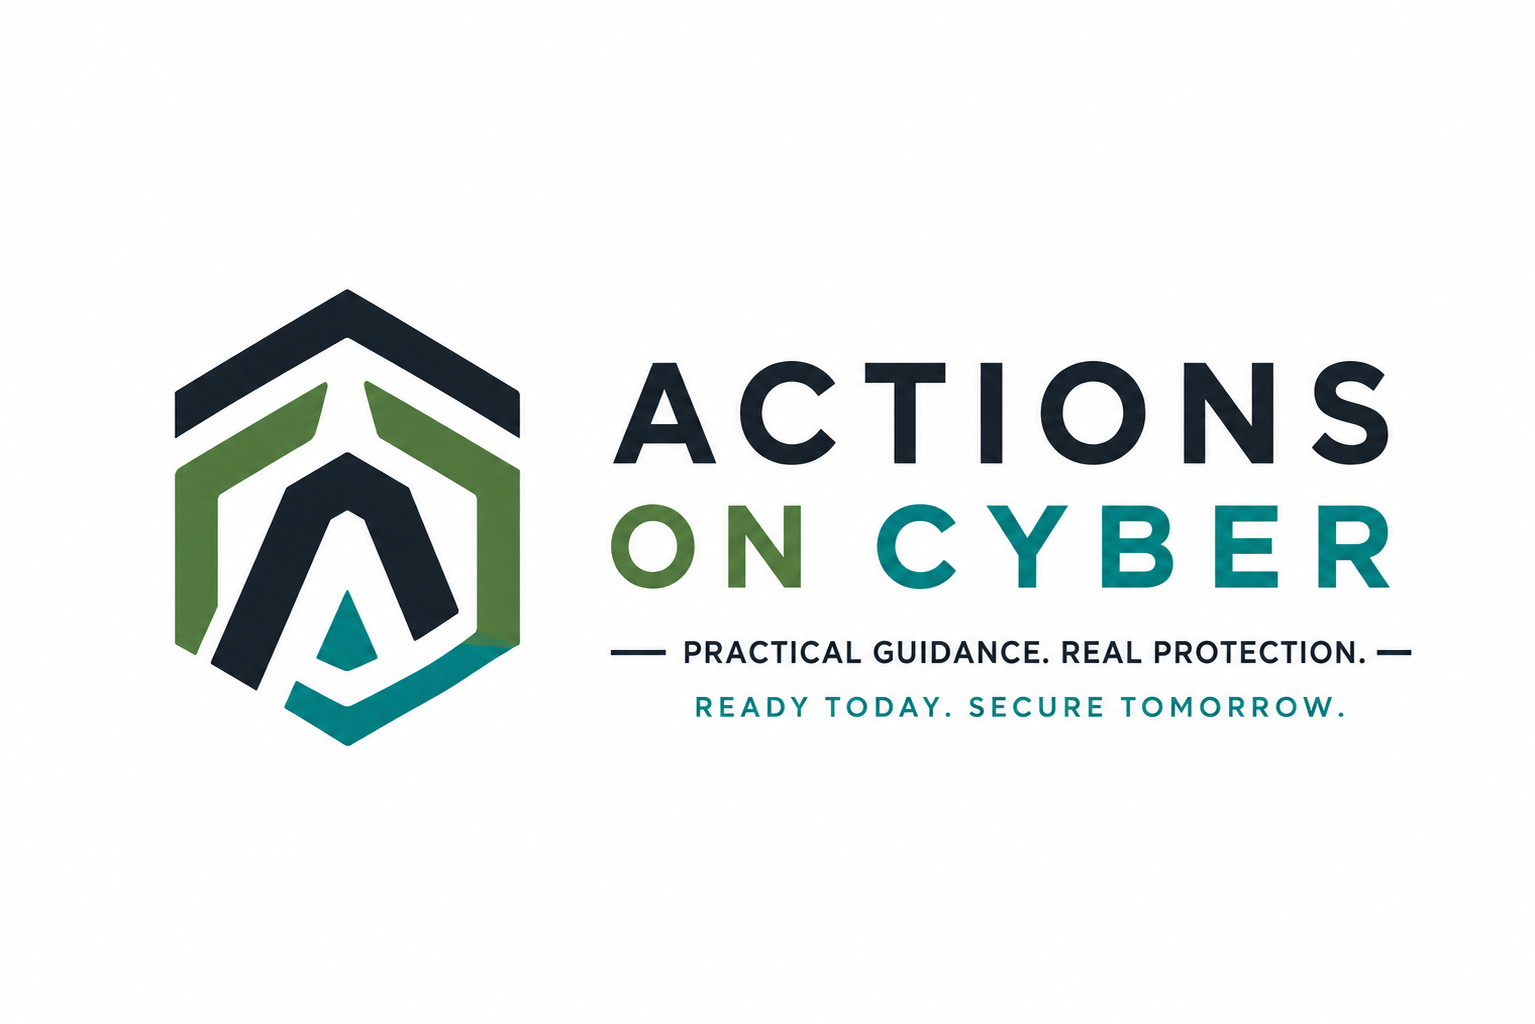 ACTIONS
ON CYBER
PRACTICAL GUIDANCE. REAL PROTECTION.
READY TODAY. SECURE TOMORROW.